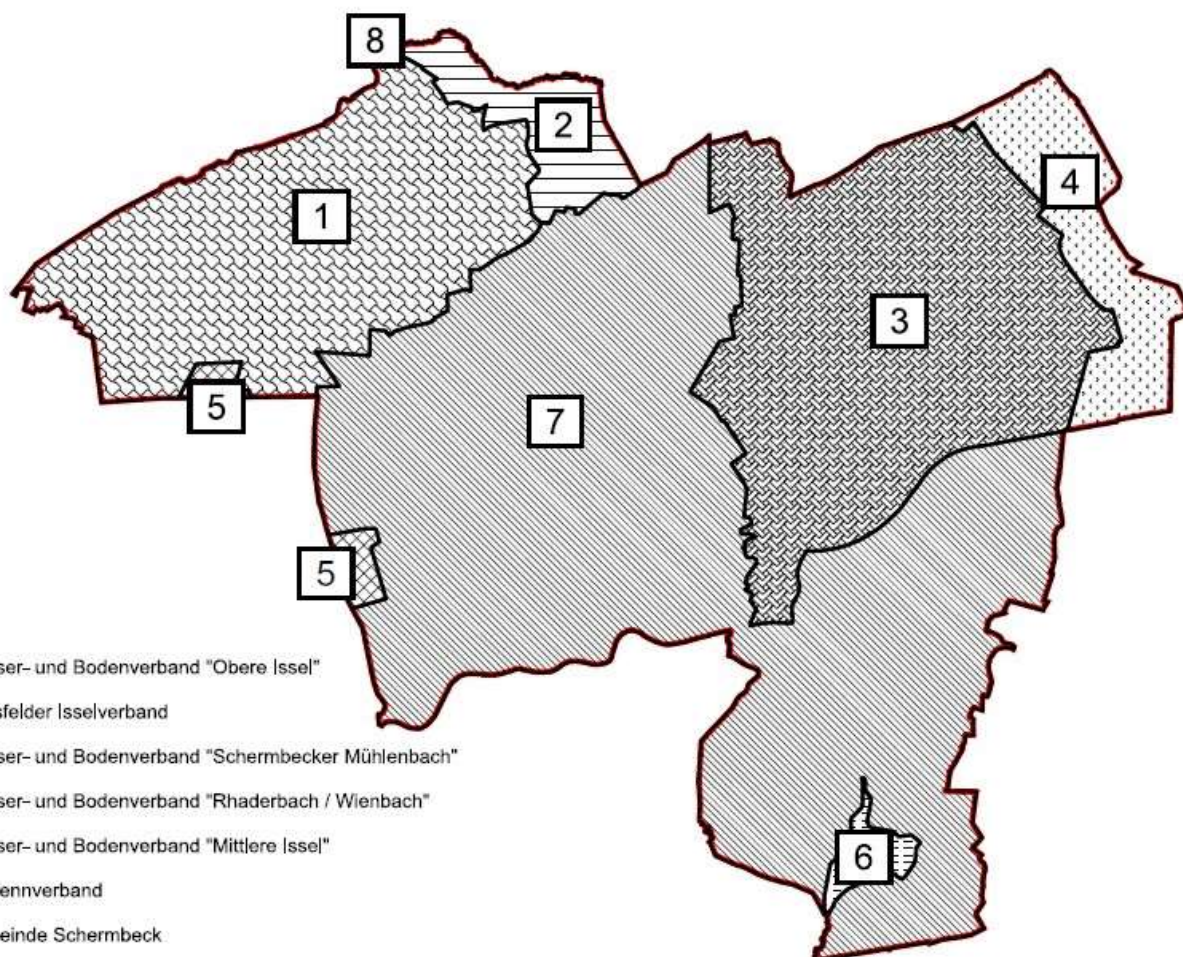 8
2
4
1
3
5
7
5
6
ser- und Bodenverband "Obere Issel"
sfelder Isselverband
ser- und Bodenverband "Schermbecker Mühlenbach"
ser- und Bodenverband "Rhaderbach / Wienbach"
ser- und Bodenverband "Mittlere Issel"
ennverband
einde Schermbeck